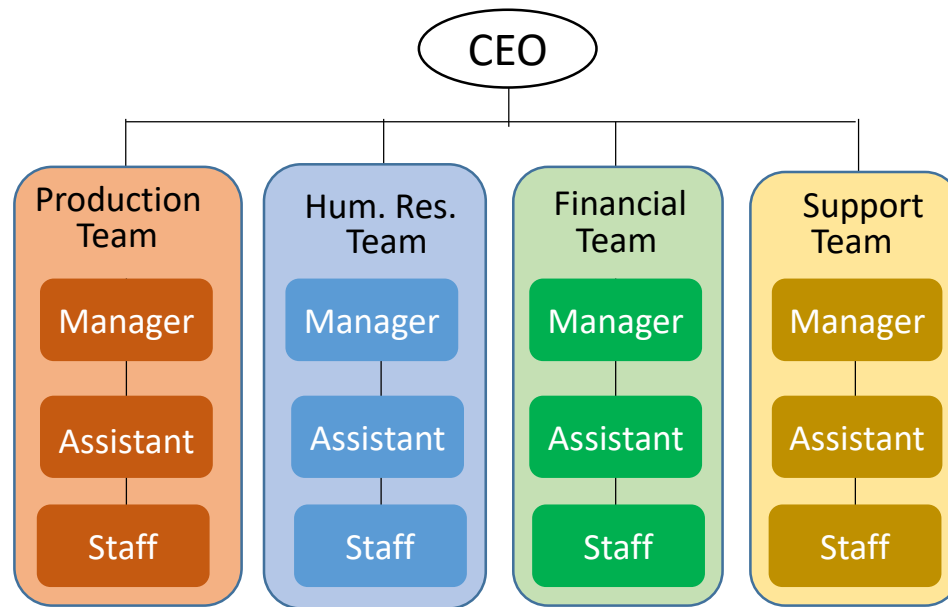 CEO
Production
Team
Manager
Assistant
Staff
Hum. Res.
Team
Manager
Assistant
Staff
Financial
Team
Manager
Assistant
Staff
Support
Team
Manager
Assistant
Staff